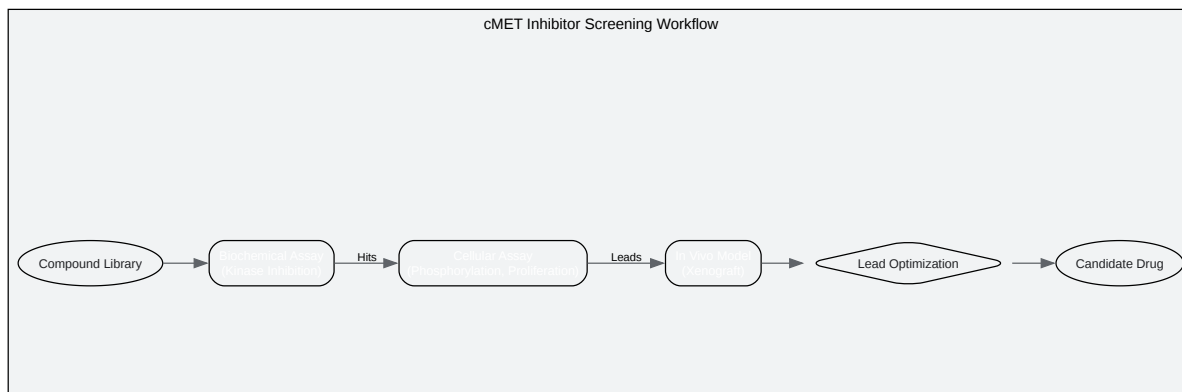 cMET Inhibitor Screening Workflow
Compound Library
Biochemical Assay
(Kinase Inhibition)
Hits
Cellular Assay
(Phosphorylation, Proliferation)
Leads
In Vivo Model
(Xenograft)
Lead Optimization
Candidate Drug